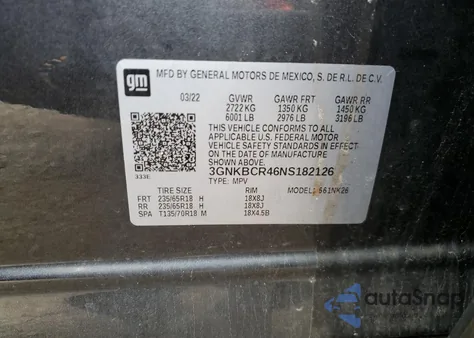 gm
MFD BY GENERAL MOTORS DE MEXICO, S. DE R.L. DE C.V.
03/22 GVWR GAWR FRT GAWR RR
2722 KG 1350 KG 1450 KG
6001 LB 2976 LB 3196 LB
THIS VEHICLE CONFORMS TO ALL
APPLICABLE U.S. FEDERAL MOTOR
VEHICLE SAFETY STANDARDS IN EFFECT
ON THE DATE OF MANUFACTURE SHOWN ABOVE.
3GNKBCR46NS182126
333E TYPE: MPV
TIRE SIZE RIM MODEL: 561NK26
FRT 235/65R18 H 18X8J
RR 235/65R18 H 18X8J
SPA T135/70R18 M 18X4.5B
autoSnap